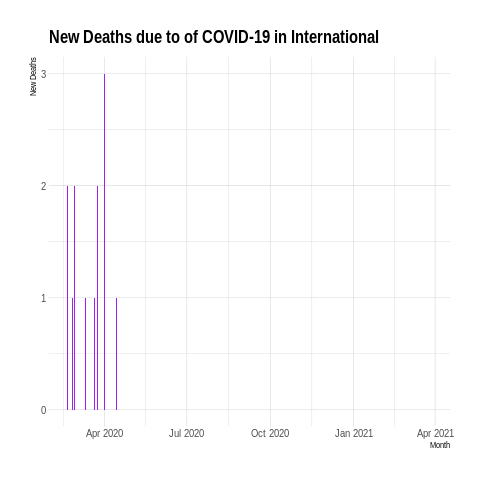 New Deaths due to of COVID-19 in International
New Deaths
3
2
1
0
Apr 2020
Jul 2020
Oct 2020
Jan 2021
Apr 2021
Month